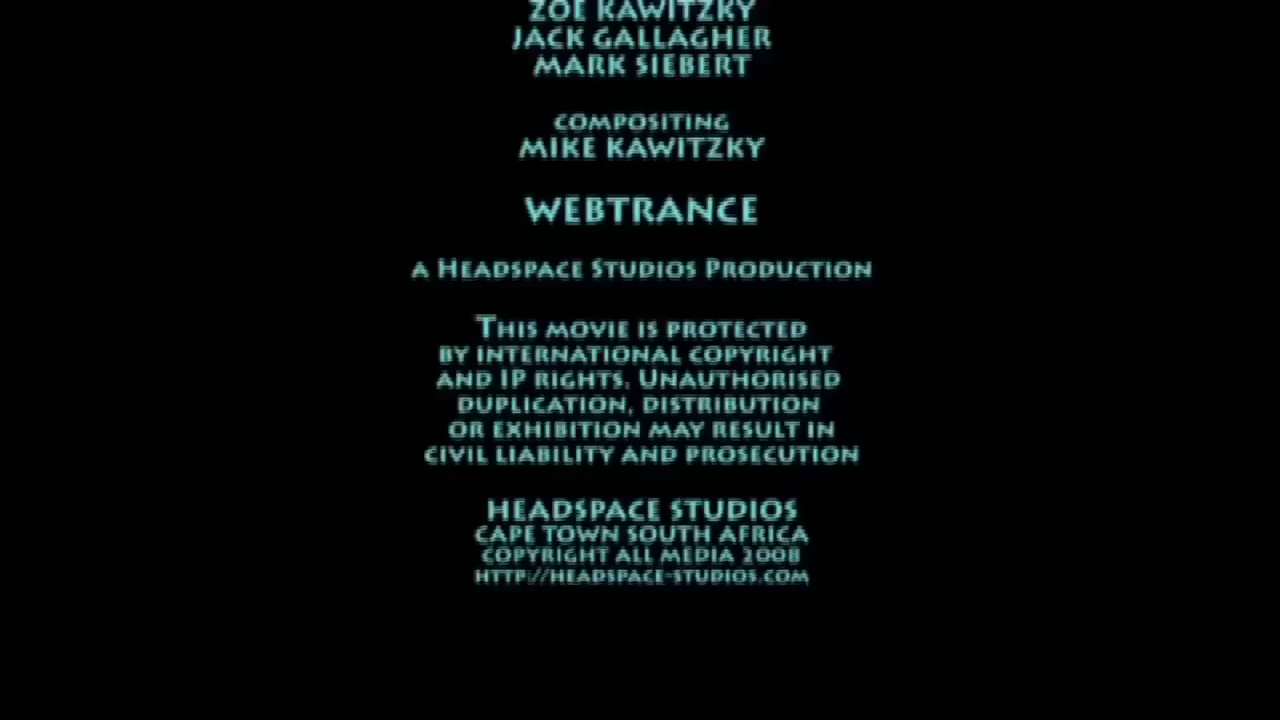 ZOE KAWITZKY
JACK GALLAGHER
MARK SIEBERT
COMPOSITING
MIKE KAWITZKY
WEBTRANCE
A HEADSPACE STUDIOS PRODUCTION
THIS MOVIE IS PROTECTED
BY INTERNATIONAL COPYRIGHT
AND IP RIGHTS. UNAUTHORISED
DUPLICATION, DISTRIBUTION
OR EXHIBITION MAY RESULT IN
CIVIL LIABILITY AND PROSECUTION
HEADSPACE STUDIOS
CAPE TOWN SOUTH AFRICA
COPYRIGHT ALL MEDIA 2008
HTTP://HEADSPACE-STUDIOS.COM